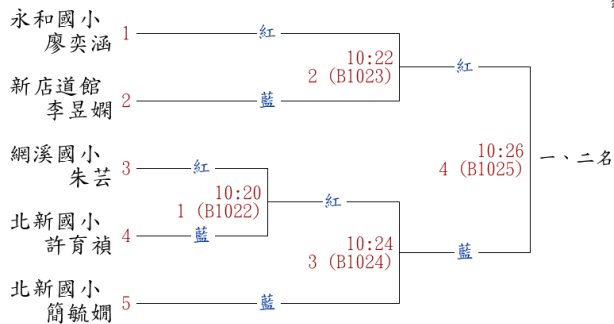 永和國小
廖奕涵
1
紅
10:22
2 (B1023)
紅
新店道館
李昱嫻
2
藍
網溪國小
朱芸
3
紅
10:20
1 (B1022)
紅
10:26
4 (B1025)
一、二名
北新國小
許育禎
4
藍
10:24
3 (B1024)
藍
北新國小
簡毓嫺
5
藍